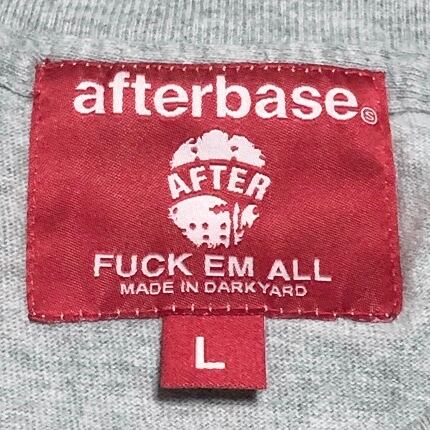 afterbase Ⓢ
AFTER
FUCK EM ALL
MADE IN DARKYARD
L